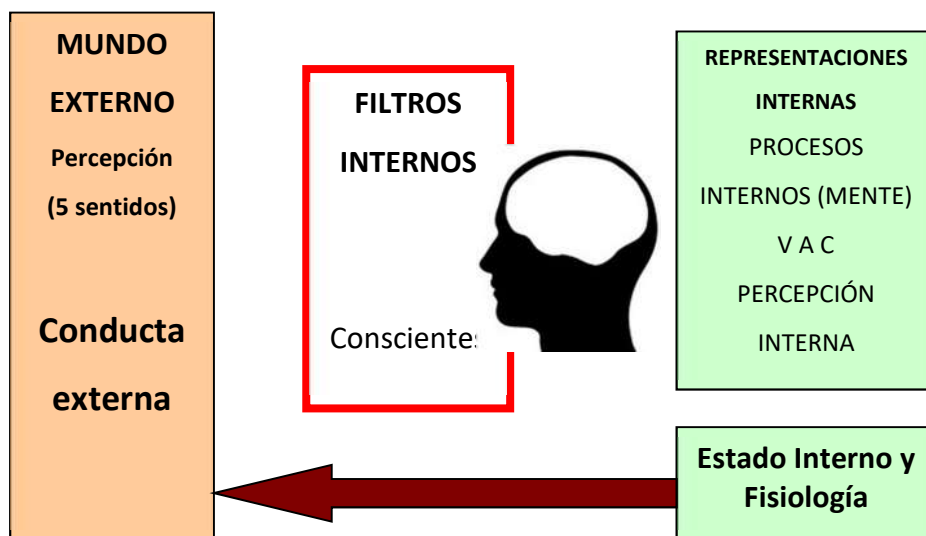 MUNDO
EXTERNO
Percepción
(5 sentidos)
Conducta
externa
FILTROS
INTERNOS
Consciente
REPRESENTACIONES
INTERNAS
PROCESOS
INTERNOS (MENTE)
V A C
PERCEPCIÓN
INTERNA
Estado Interno y
Fisiología